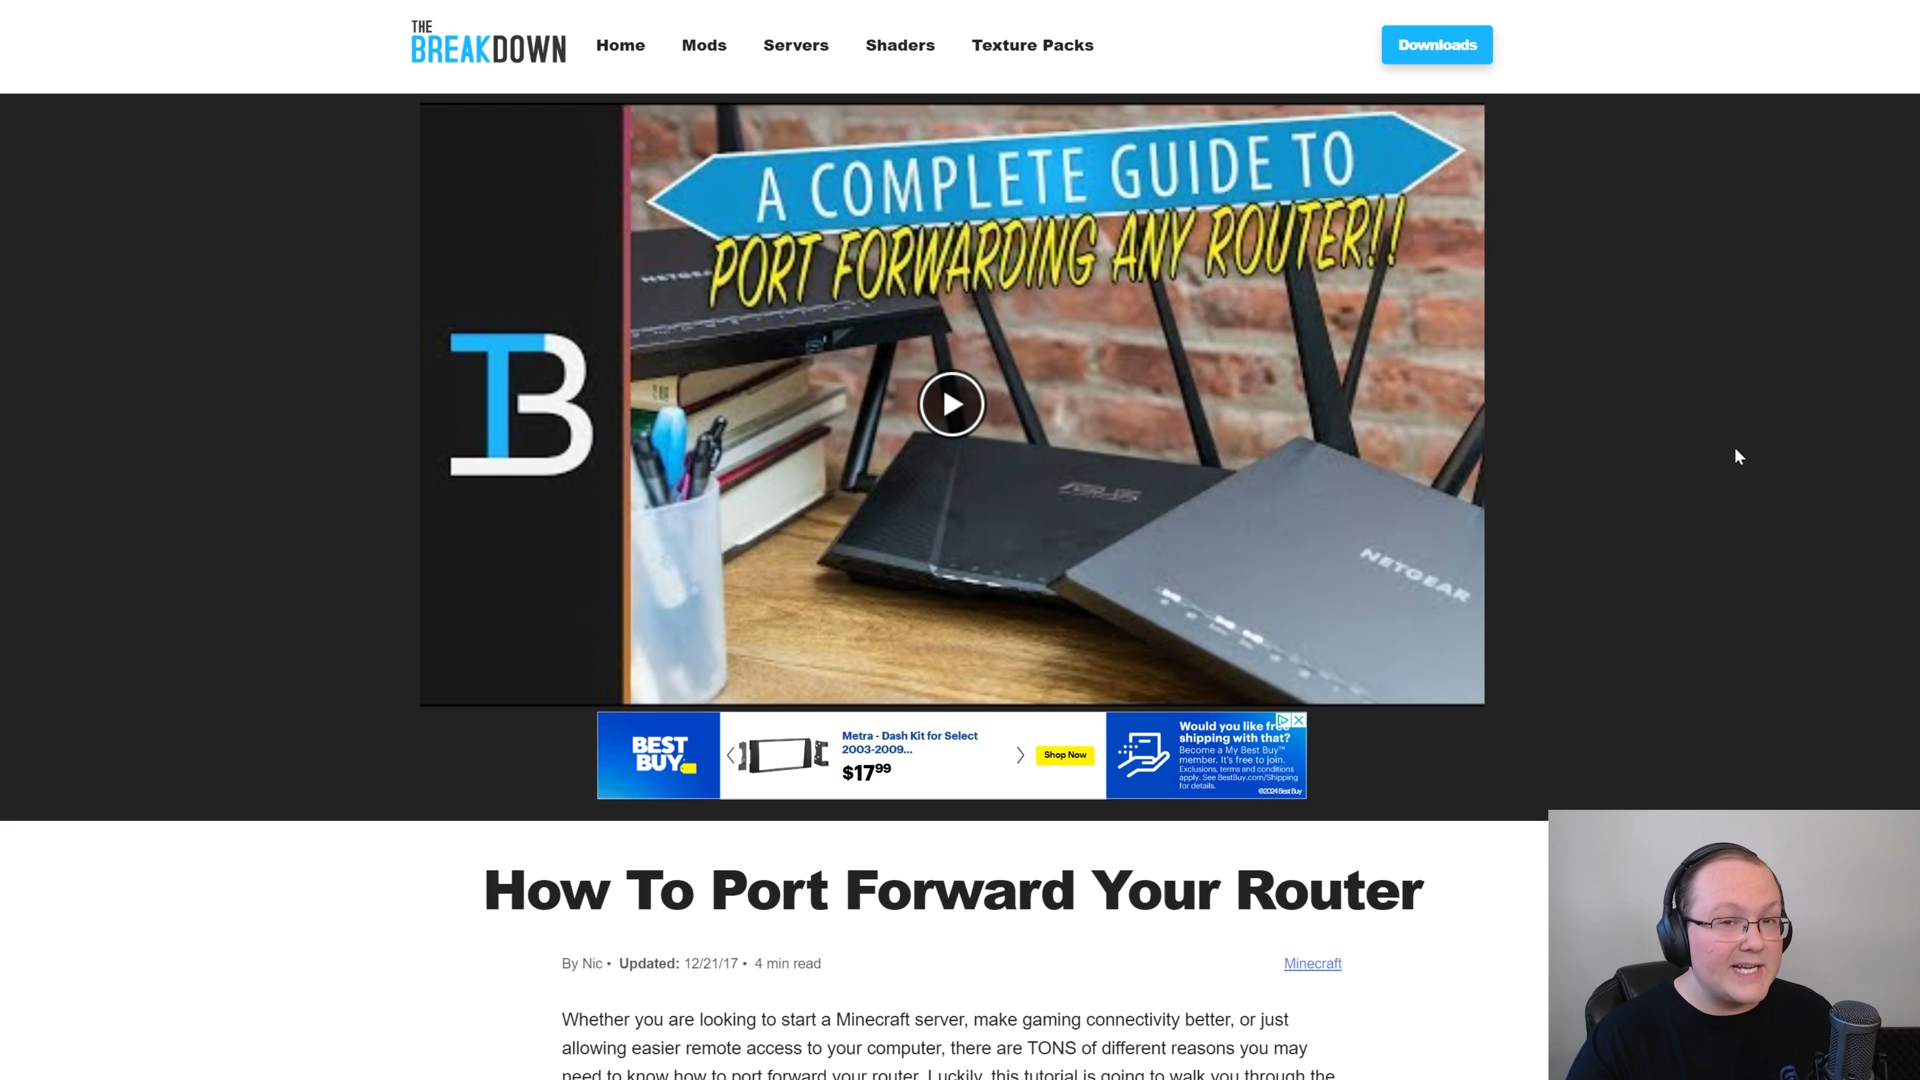 THE
BREAKDOWN
Home
Mods
Servers
Shaders
Texture Packs
Downloads
A COMPLETE GUIDE TO
PORT FORWARDING ANY ROUTER!!
NETGEAR
TB
ASUS
NETGEAR
BEST
BUY
Metra - Dash Kit for Select
2003-2009...
$1799
Shop Now
Would you like free
shipping with that?
Become a My Best Buy™
member. It's free to join.
Exclusions, terms and conditions
apply. See BestBuy.com/Shipping
for details.
©2024 Best Buy
How To Port Forward Your Router
By Nic • Updated: 12/21/17 • 4 min read
Minecraft
Whether you are looking to start a Minecraft server, make gaming connectivity better, or just
allowing easier remote access to your computer, there are TONS of different reasons you may
need to know how to port forward your router. Luckily, this tutorial is going to walk you through the